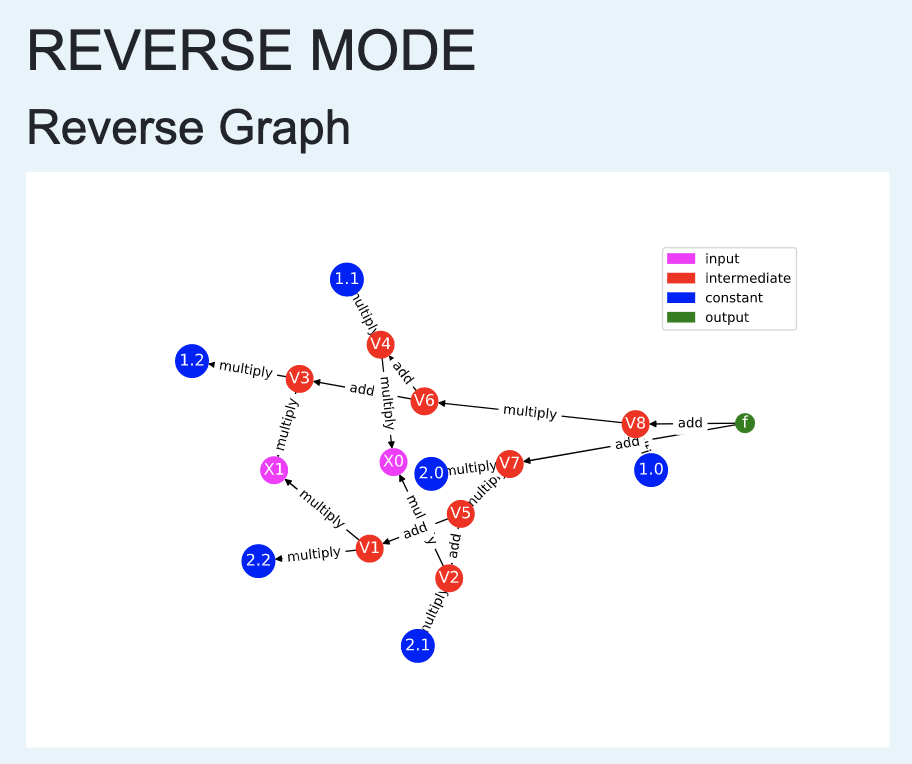 REVERSE MODE
Reverse Graph
input
intermediate
constant
output
1.1
multiply
V4
1.2
multiply
V3
add
add
V6
multiply
multiply
multiply
V8
add
f
add
X1
X0
2.0
multiply
V7
1.0
multiply
multiply
V5
add
2.2
multiply
V1
add
V2
multiply
2.1